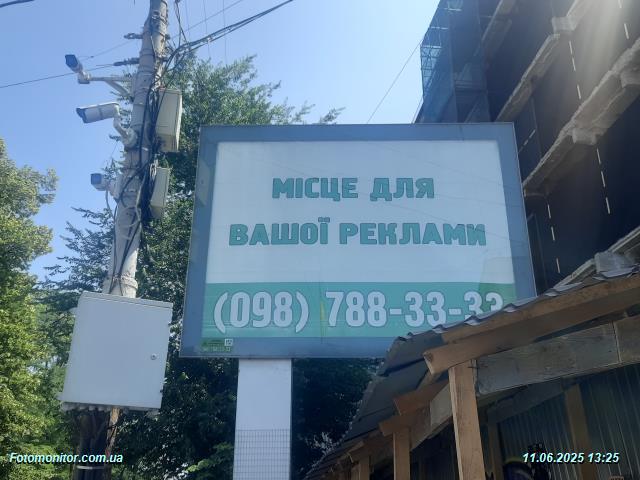 МІСЦЕ ДЛЯ
ВАШОЇ РЕКЛАМИ
(098) 788-33-33
Fotomonitor.com.ua
11.06.2025 13:25